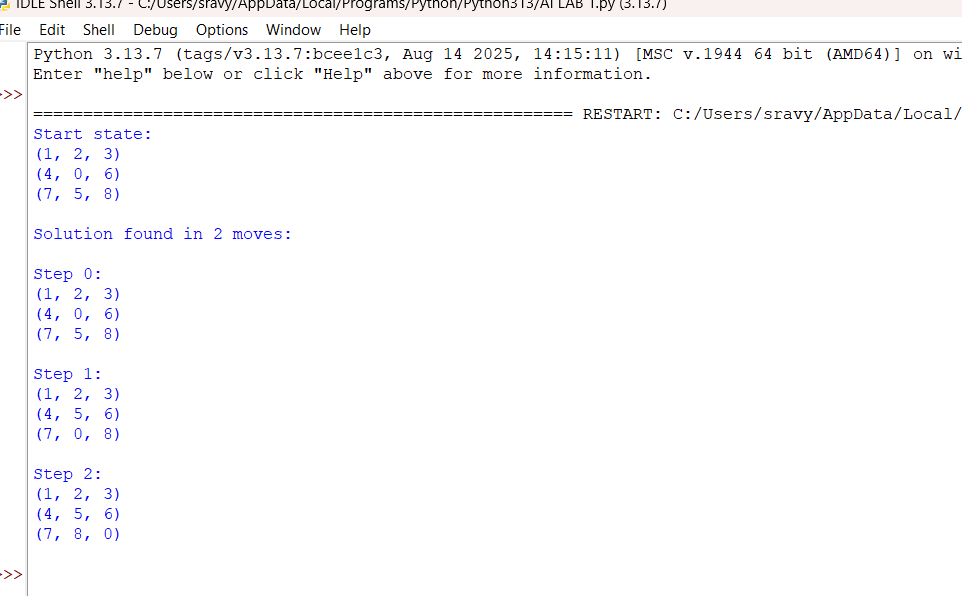 IDLE Shell 3.13.7 - C:/Users/sravy/AppData/Local/Programs/Python/Python313/AI LAB 1.py (3.13.7)
File Edit Shell Debug Options Window Help
Python 3.13.7 (tags/v3.13.7:bcee1c3, Aug 14 2025, 14:15:11) [MSC v.1944 64 bit (AMD64)] on wi
Enter "help" below or click "Help" above for more information.
>>>
====================================================== RESTART: C:/Users/sravy/AppData/Local/
Start state:
(1, 2, 3)
(4, 0, 6)
(7, 5, 8)
Solution found in 2 moves:
Step 0:
(1, 2, 3)
(4, 0, 6)
(7, 5, 8)
Step 1:
(1, 2, 3)
(4, 5, 6)
(7, 0, 8)
Step 2:
(1, 2, 3)
(4, 5, 6)
(7, 8, 0)
>>>